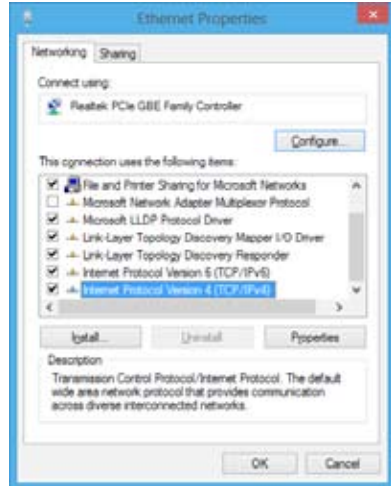 Ethernet Properties
Networking Sharing
Connect using:
Realtek PCIe GBE Family Controller
Configure...
This connection uses the following items:
File and Printer Sharing for Microsoft Networks
Microsoft Network Adapter Multiplexor Protocol
Microsoft LLDP Protocol Driver
Link-Layer Topology Discovery Mapper I/O Driver
Link-Layer Topology Discovery Responder
Internet Protocol Version 6 (TCP/IPv6)
Internet Protocol Version 4 (TCP/IPv4)
Install... Uninstall Properties
Description
Transmission Control Protocol/Internet Protocol. The default
wide area network protocol that provides communication
across diverse interconnected networks.
OK Cancel